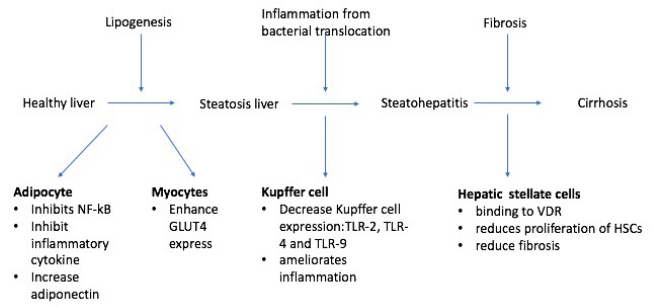 Lipogenesis
Inflammation from
bacterial translocation
Fibrosis
Healthy liver
Steatosis liver
Steatohepatitis
Cirrhosis
Adipocyte
• Inhibits NF-kB
• Inhibit
inflammatory
cytokine
• Increase
adiponectin
Myocytes
• Enhance
GLUT4
express
Kupffer cell
• Decrease Kupffer cell
expression:TLR-2, TLR-
4 and TLR-9
• ameliorates
inflammation
Hepatic stellate cells
• binding to VDR
• reduces proliferation of HSCs
• reduce fibrosis